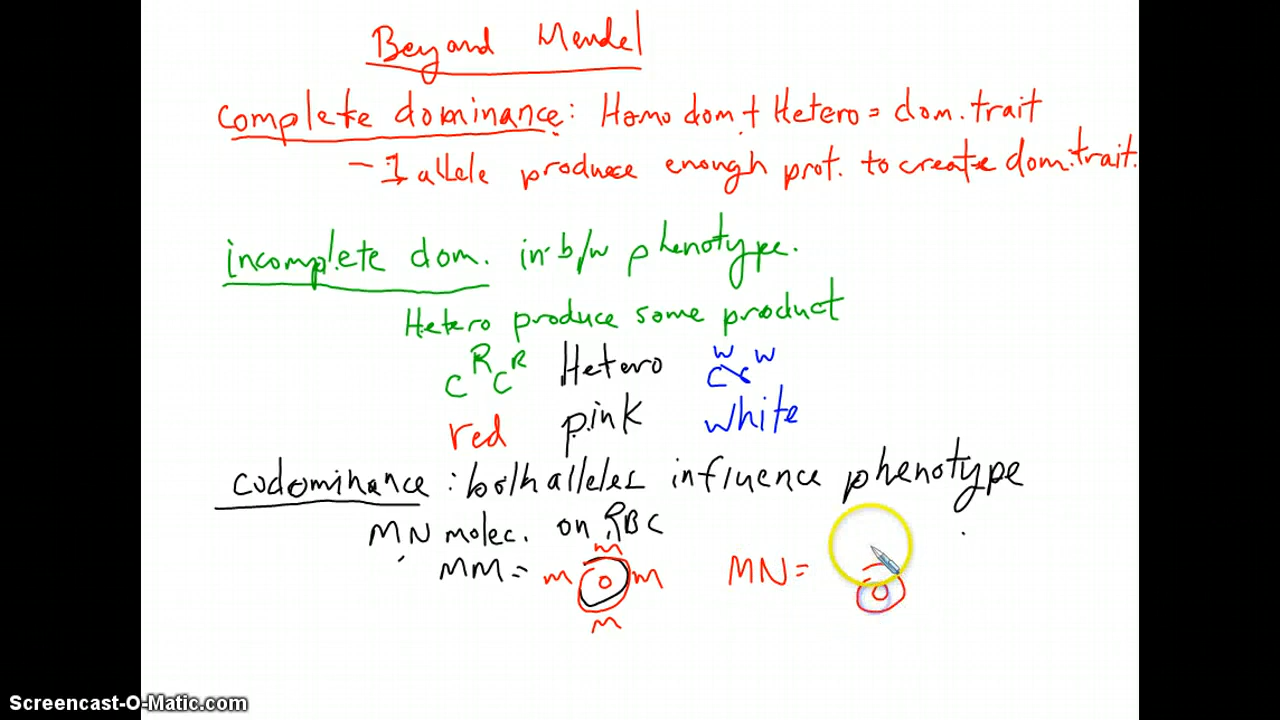 Beyond Mendel
complete dominance: Homo dom + Hetero = dom. trait
- 1 allele produce enough prot. to create dom. trait.
incomplete dom. in b/w phenotype.
Hetero produce some product
C^R C^R Hetero C^W C^W
red pink white
codominance: both alleles influence phenotype
MN molec. on RBC
m
MM = m m MN =
m
Screencast-O-Matic.com